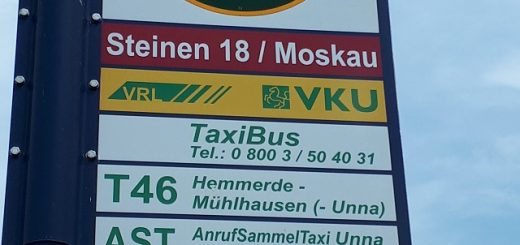 Steinen 18 / Moskau
VRL VKU
TaxiBus
Tel.: 0 800 3 / 50 40 31
T46 Hemmerde -
Mühlhausen (- Unna)
AST AnrufSammelTaxi Unna